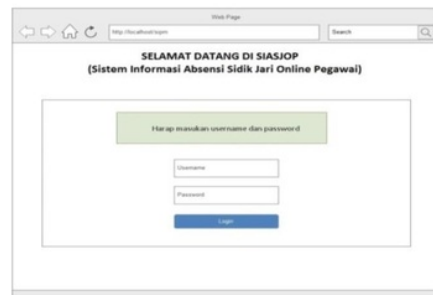 Web Page
http://localhost/sispm
Search
SELAMAT DATANG DI SIASJOP
(Sistem Informasi Absensi Sidik Jari Online Pegawai)
Harap masukan username dan password
Username
Password
Login